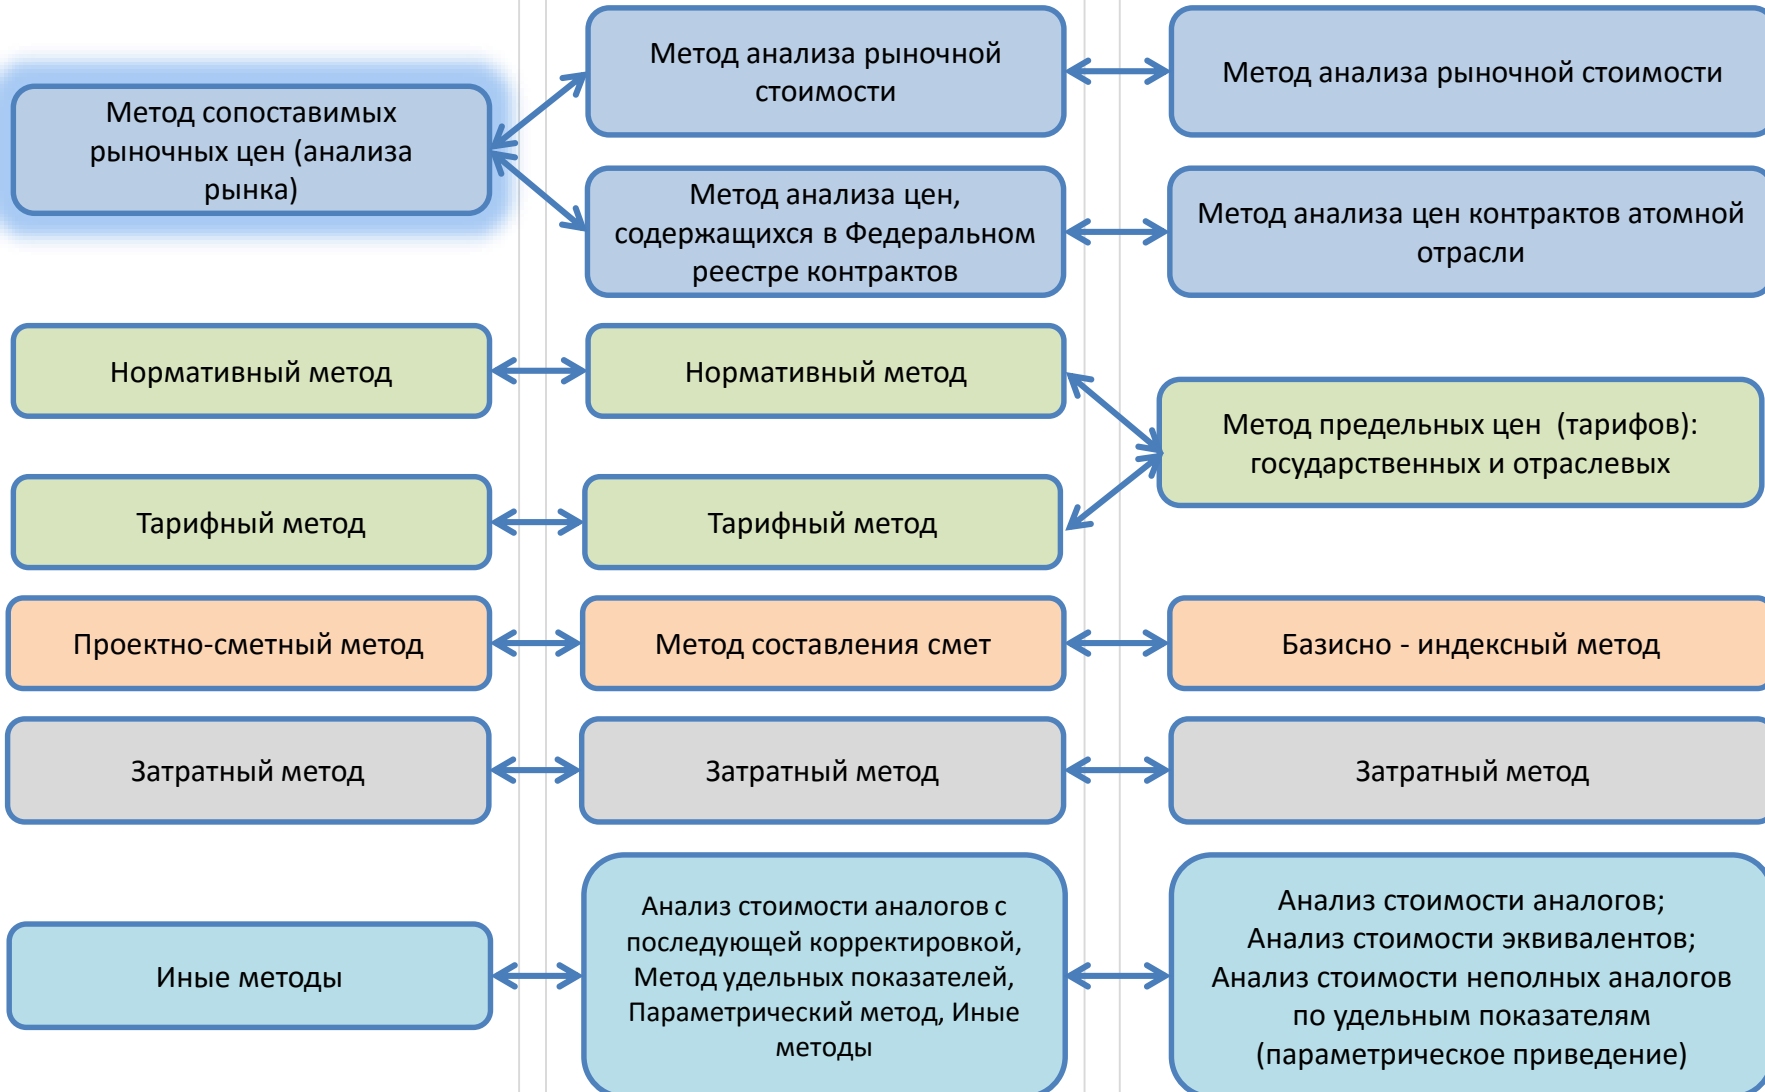 Метод сопоставимых
рыночных цен (анализа
рынка)
Метод анализа рыночной
стоимости
Метод анализа рыночной стоимости
Метод анализа цен,
содержащихся в Федеральном
реестре контрактов
Метод анализа цен контрактов атомной
отрасли
Нормативный метод
Нормативный метод
Метод предельных цен (тарифов):
государственных и отраслевых
Тарифный метод
Тарифный метод
Проектно-сметный метод
Метод составления смет
Базисно - индексный метод
Затратный метод
Затратный метод
Затратный метод
Иные методы
Анализ стоимости аналогов с
последующей корректировкой,
Метод удельных показателей,
Параметрический метод, Иные
методы
Анализ стоимости аналогов;
Анализ стоимости эквивалентов;
Анализ стоимости неполных аналогов
по удельным показателям
(параметрическое приведение)